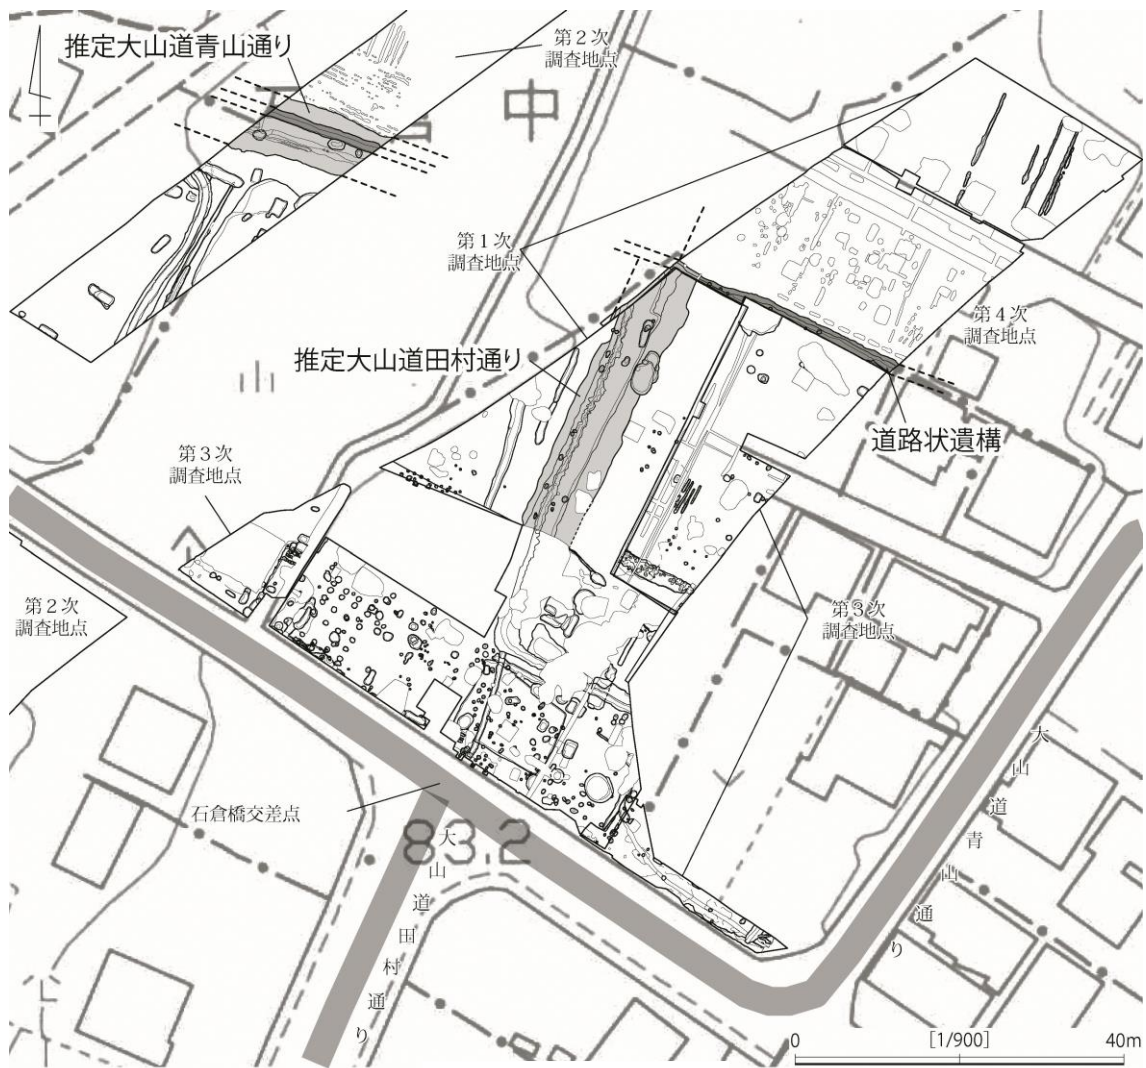 推定大山道青山通り
第2次
調査地点
中
第1次
調査地点
第4次
調査地点
推定大山道田村通り
山
道路状遺構
第3次
調査地点
第2次
調査地点
第3次
調査地点
石倉橋交差点
83.2
大山道田村通り
大山道青山通り
0
[1/900]
40m